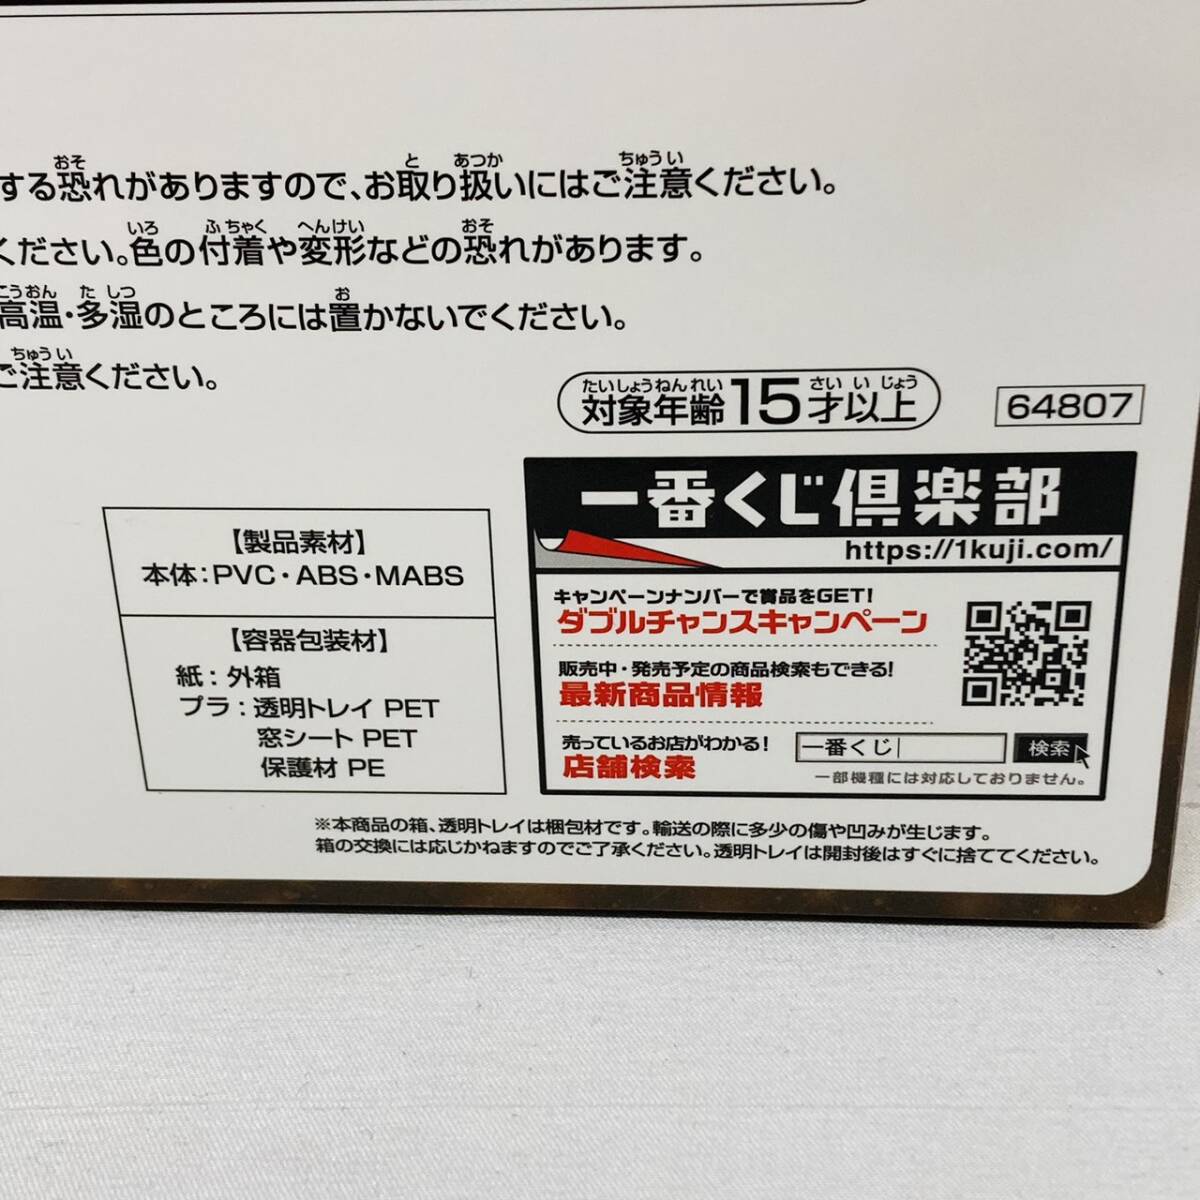 する恐れがありますので、お取り扱いにはご注意ください。
ください。色の付着や変形などの恐れがあります。
高温・多湿のところには置かないでください。
ご注意ください。
対象年齢15才以上
64807
【製品素材】
本体：PVC・ABS・MABS
【容器包装材】
紙：外箱
プラ：透明トレイ PET
窓シート PET
保護材 PE
一番くじ倶楽部
https://1kuji.com/
キャンペーンナンバーで賞品をGET!
ダブルチャンスキャンペーン
販売中・発売予定の商品検索もできる!
最新商品情報
売っているお店がわかる!
店舗検索
一番くじ
検索
一部機種には対応しておりません。
※本商品の箱、透明トレイは梱包材です。輸送の際に多少の傷や凹みが生じます。
箱の交換には応じかねますのでご了承ください。透明トレイは開封後はすぐに捨ててください。